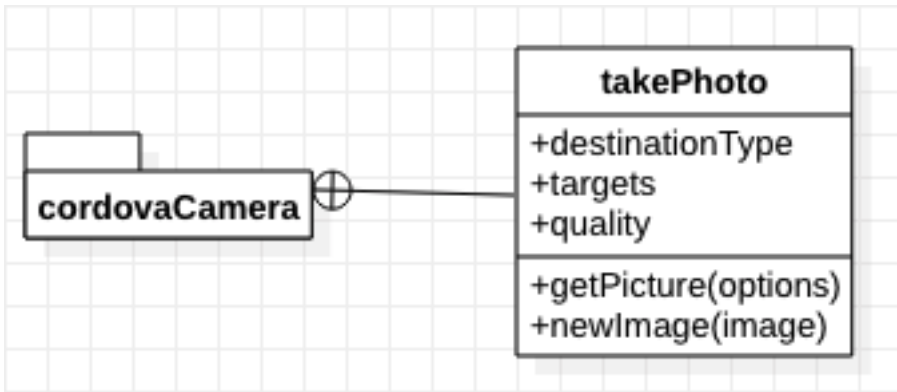 cordovaCamera
takePhoto
+destinationType
+targets
+quality
+getPicture(options)
+newImage(image)